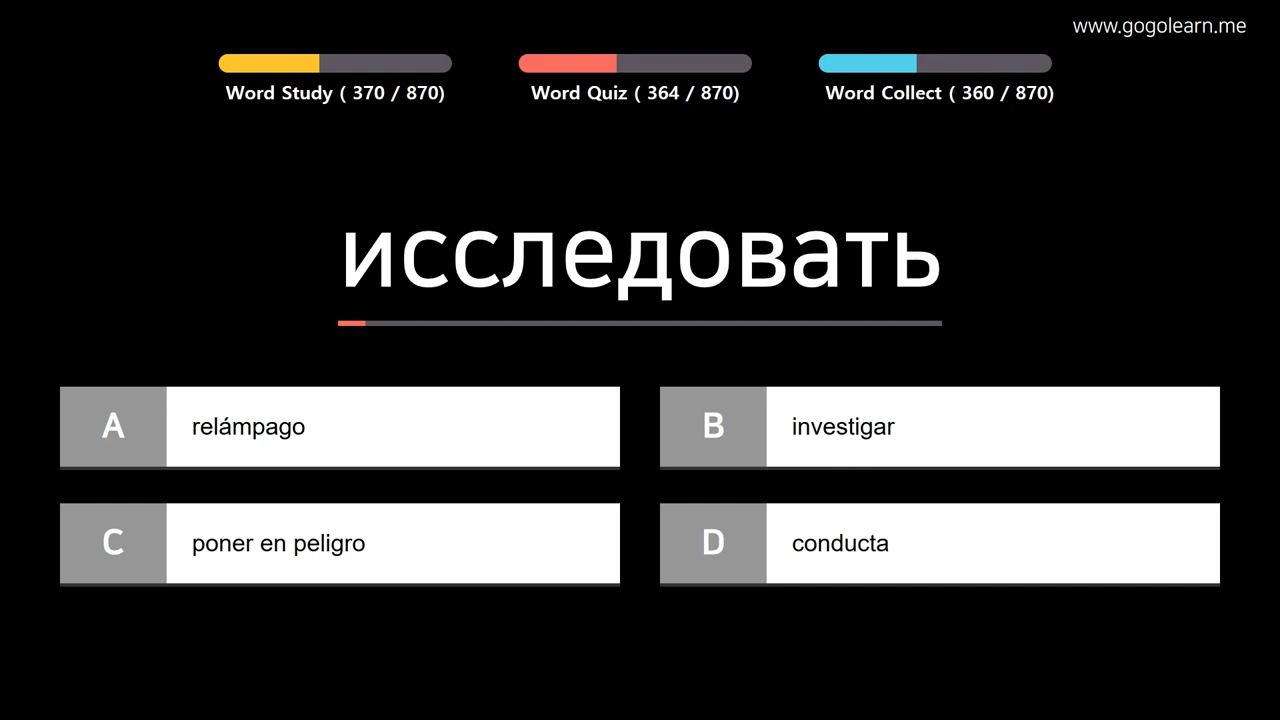 www.gogolearn.me
Word Study ( 370 / 870)
Word Quiz ( 364 / 870)
Word Collect ( 360 / 870)
исследовать
A relámpago
B investigar
C poner en peligro
D conducta